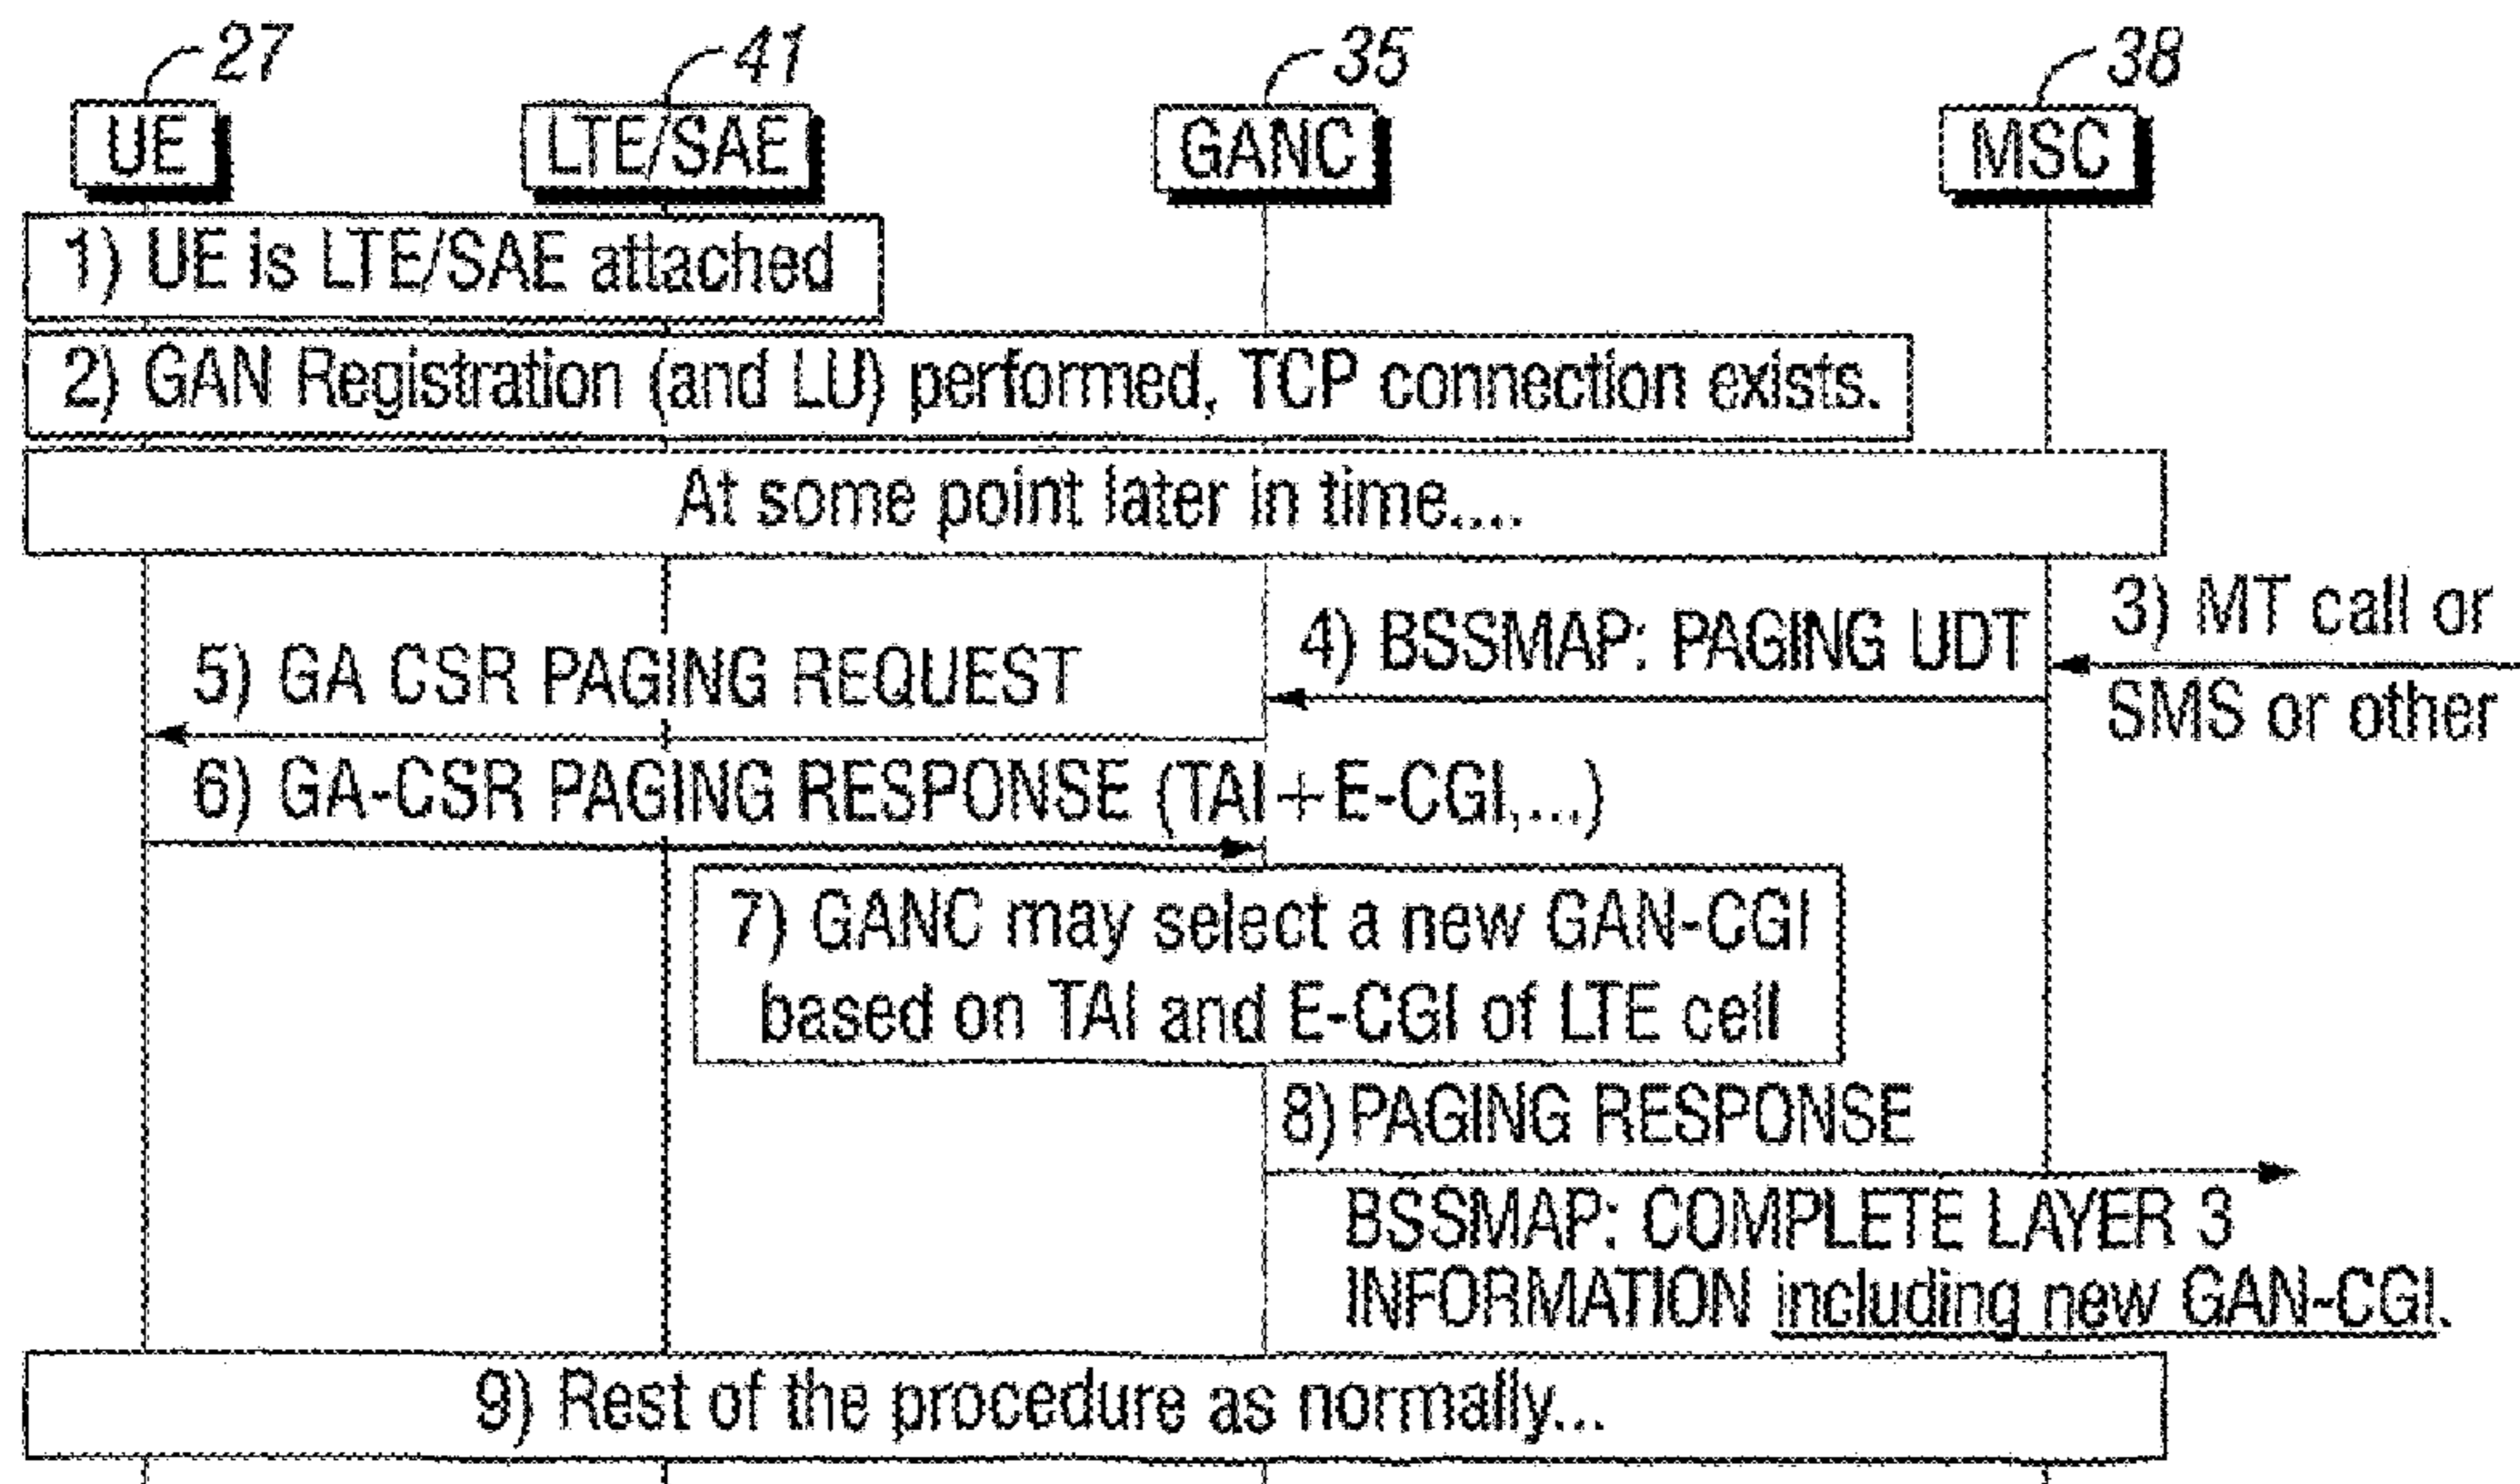 27 41 35 38
UE LTE/SAE GANC MSC
1) UE is LTE/SAE attached
2) GAN Registration (and LU) performed, TCP connection exists.
At some point later in time....
3) MT call or
SMS or other
4) BSSMAP: PAGING UDT
5) GA CSR PAGING REQUEST
6) GA-CSR PAGING RESPONSE (TAI+E-CGI,...)
7) GANC may select a new GAN-CGI
based on TAI and E-CGI of LTE cell
8) PAGING RESPONSE
BSSMAP: COMPLETE LAYER 3
INFORMATION including new GAN-CGI.
9) Rest of the procedure as normally...